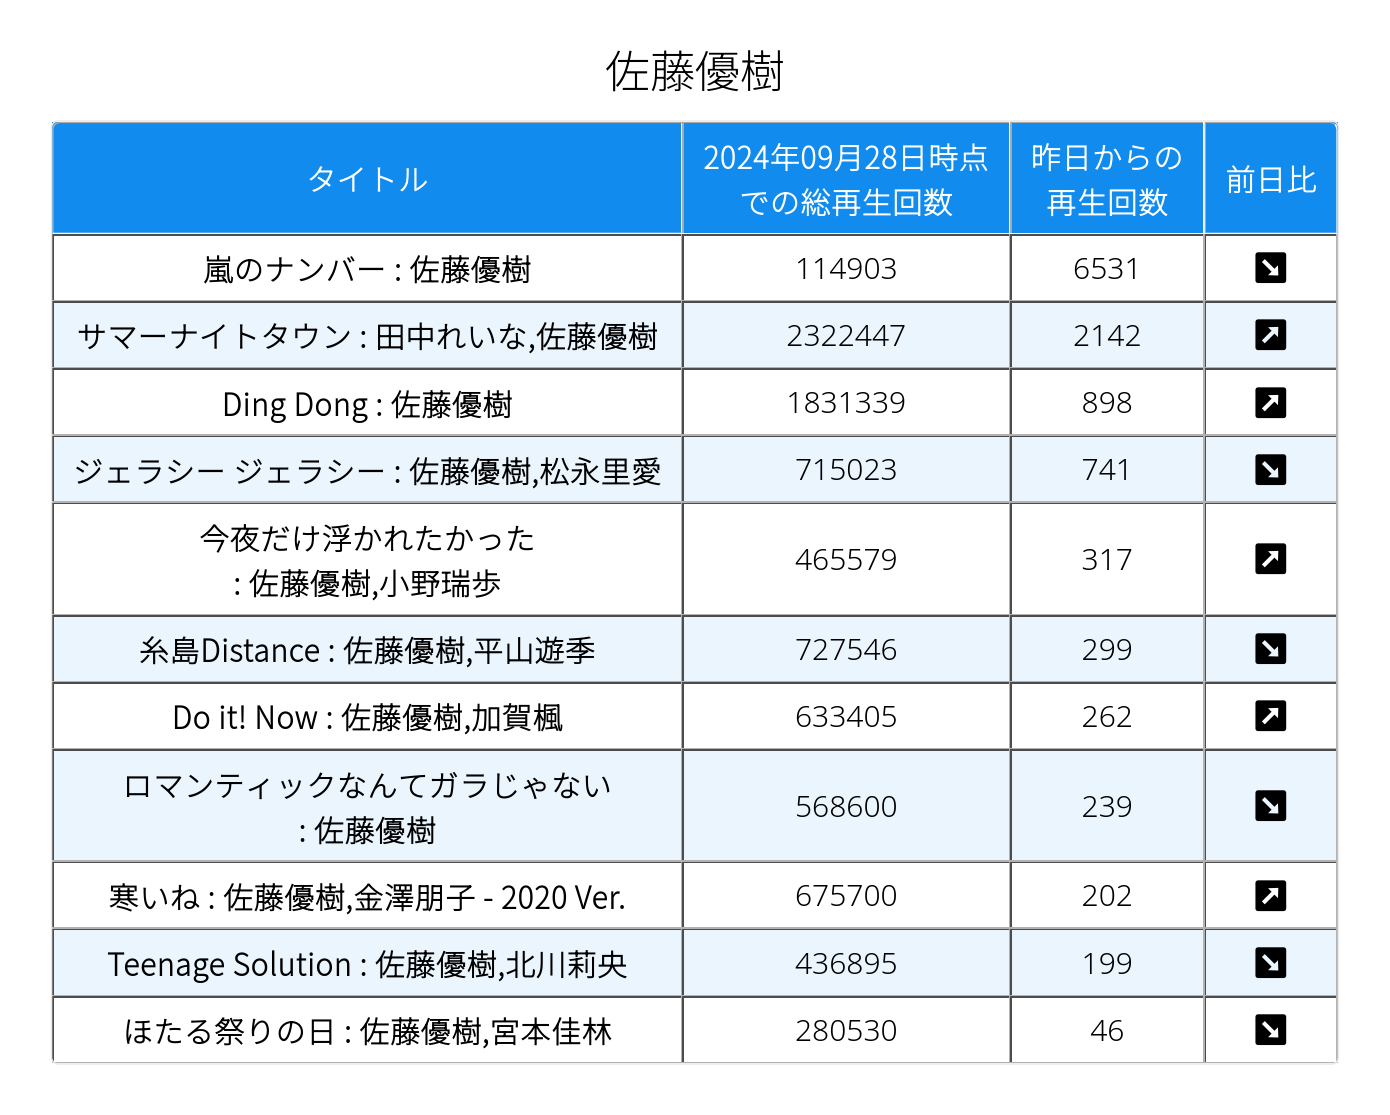 佐藤優樹
タイトル
2024年09月28日時点
での総再生回数
昨日からの
再生回数
前日比
嵐のナンバー : 佐藤優樹 114903 6531
サマーナイトタウン : 田中れいな,佐藤優樹 2322447 2142
Ding Dong : 佐藤優樹 1831339 898
ジェラシー ジェラシー : 佐藤優樹,松永里愛 715023 741
今夜だけ浮かれたかった
: 佐藤優樹,小野瑞歩 465579 317
糸島Distance : 佐藤優樹,平山遊季 727546 299
Do it! Now : 佐藤優樹,加賀楓 633405 262
ロマンティックなんてガラじゃない
: 佐藤優樹 568600 239
寒いね : 佐藤優樹,金澤朋子 - 2020 Ver. 675700 202
Teenage Solution : 佐藤優樹,北川莉央 436895 199
ほたる祭りの日 : 佐藤優樹,宮本佳林 280530 46